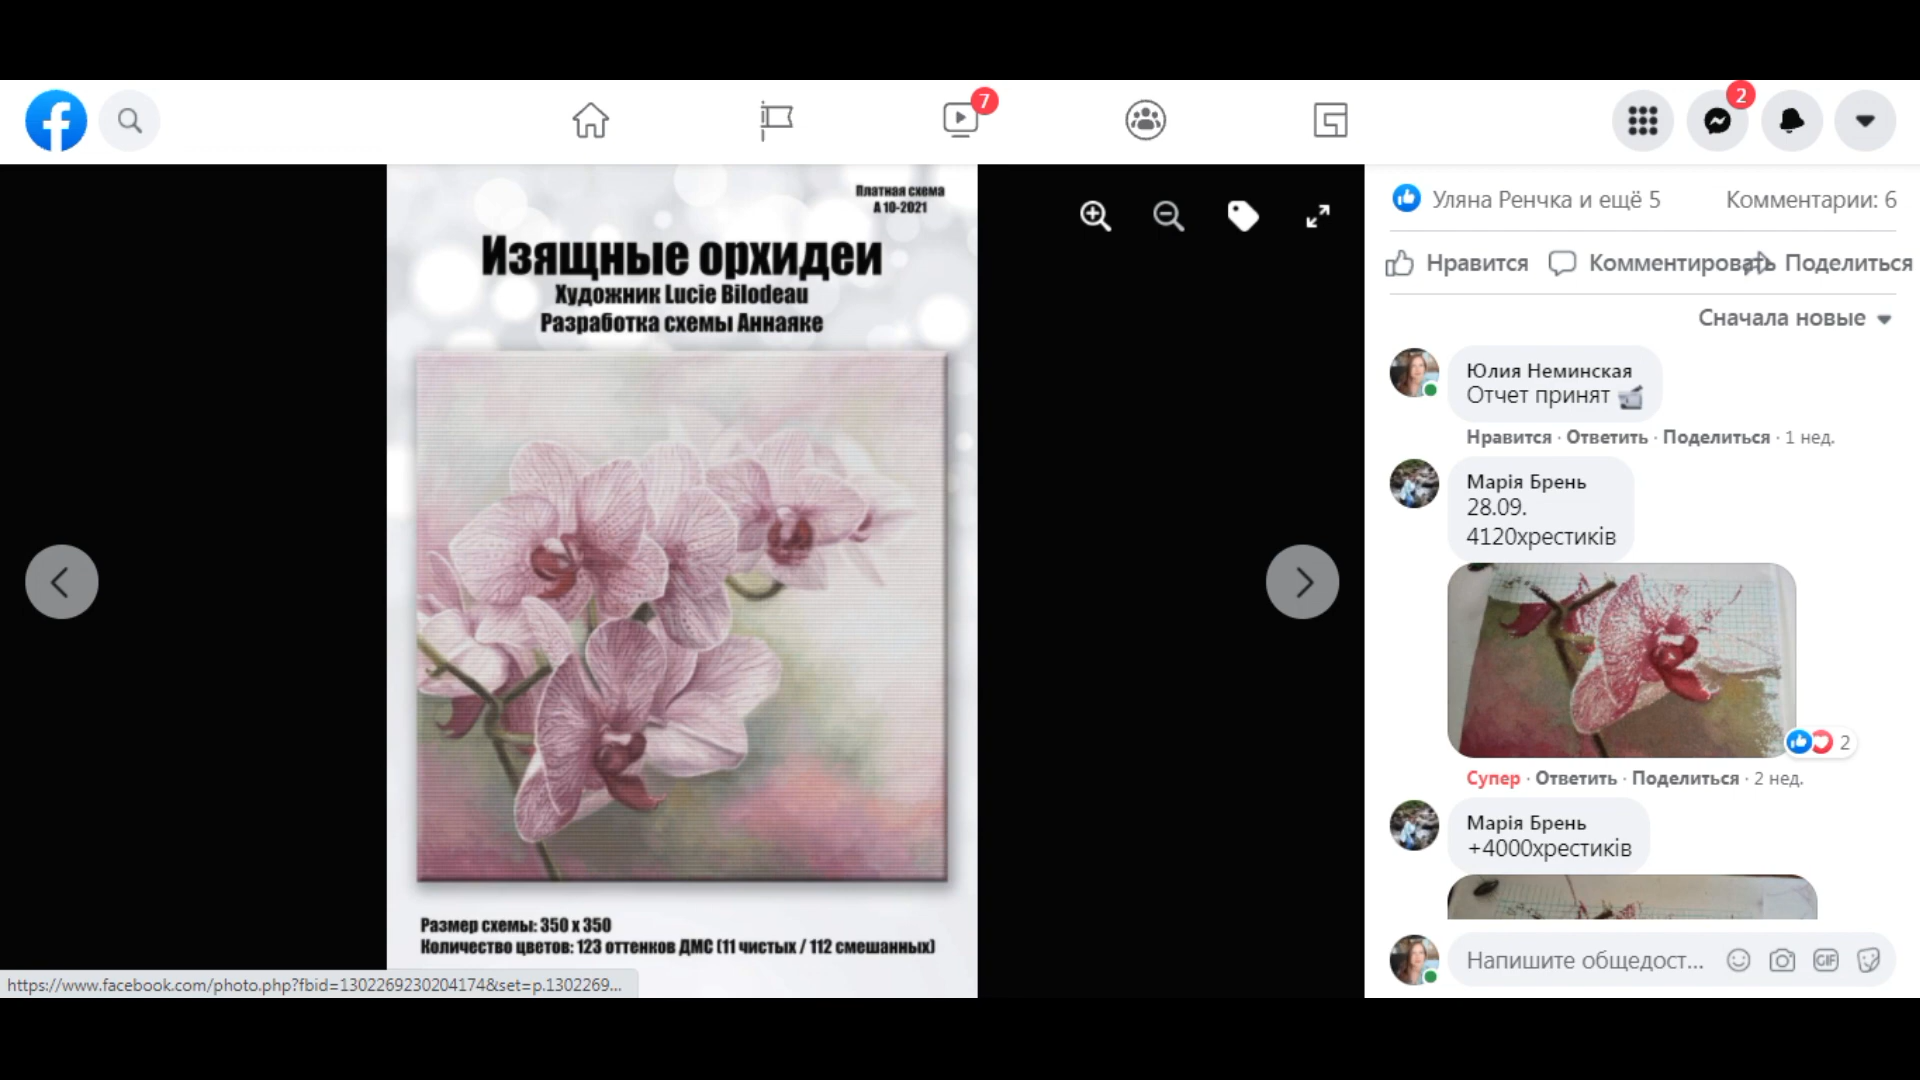 7
2
Платная схема
А 10-2021
Изящные орхидеи
Художник Lucie Bilodeau
Разработка схемы Аннаяке
Размер схемы: 350 х 350
Количество цветов: 123 оттенков ДМС (11 чистых / 112 смешанных)
https://www.facebook.com/photo.php?fbid=1302269230204174&set=p.1302269...
Уляна Ренчка и ещё 5
Комментарии: 6
Нравится
Комментировать
Поделиться
Сначала новые
Юлия Неминская
Отчет принят
Нравится · Ответить · Поделиться · 1 нед.
Марія Брень
28.09.
4120хрестиків
2
Супер · Ответить · Поделиться · 2 нед.
Марія Брень
+4000хрестиків
Напишите общедост...
GIF